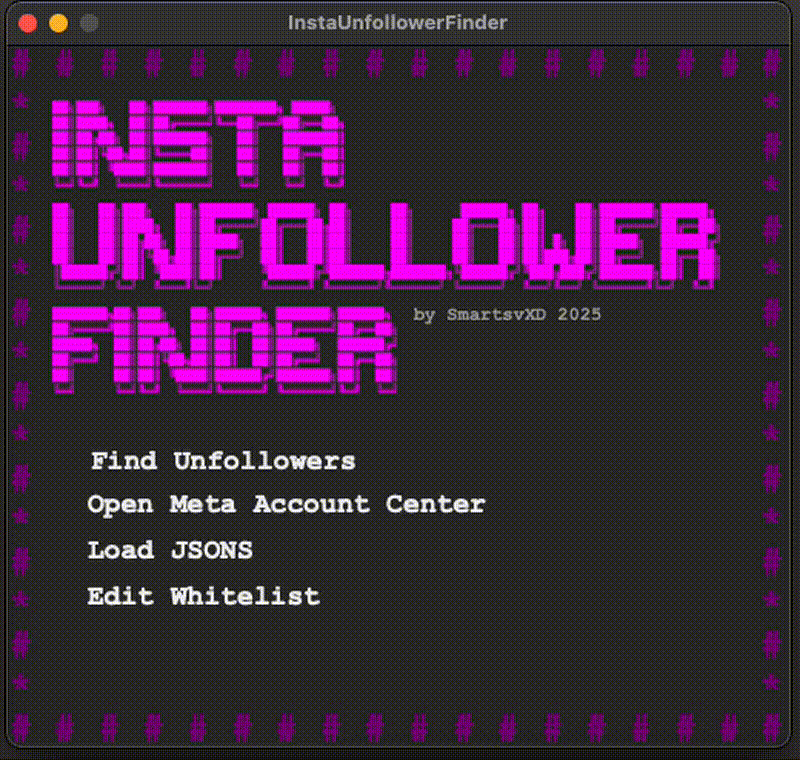 InstaUnfollowerFinder
INSTA
UNFOLLOWER
FINDER
by SmartsvXD 2025
Find Unfollowers
Open Meta Account Center
Load JSONS
Edit Whitelist